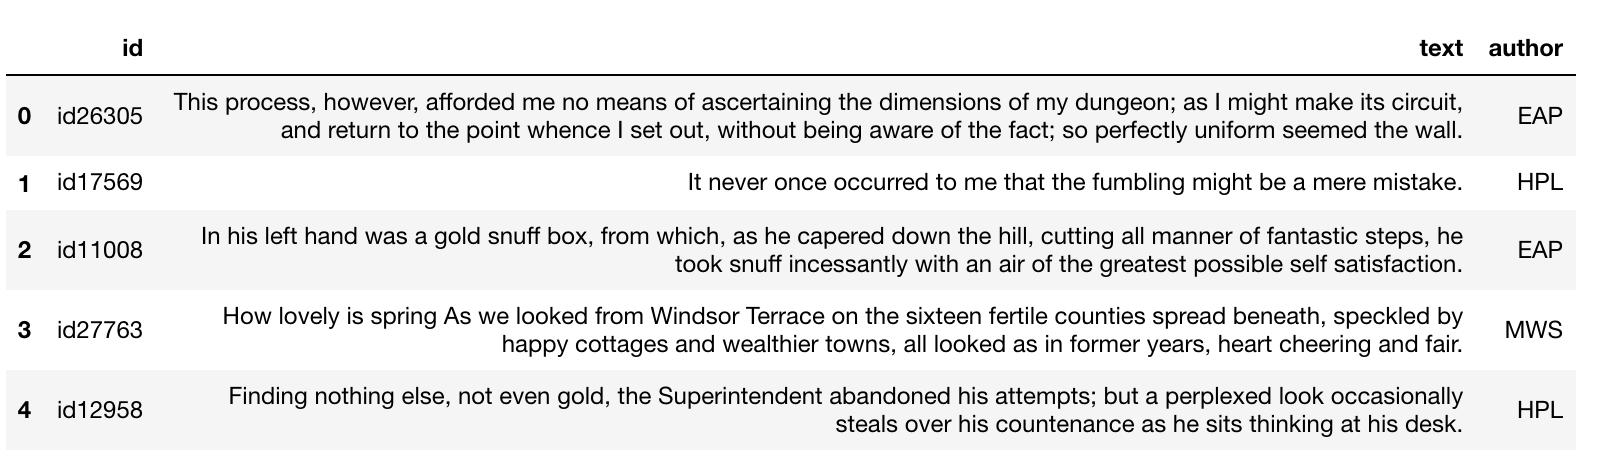 id text author
0 id26305 This process, however, afforded me no means of ascertaining the dimensions of my dungeon; as I might make its circuit, and return to the point whence I set out, without being aware of the fact; so perfectly uniform seemed the wall. EAP
1 id17569 It never once occurred to me that the fumbling might be a mere mistake. HPL
2 id11008 In his left hand was a gold snuff box, from which, as he capered down the hill, cutting all manner of fantastic steps, he took snuff incessantly with an air of the greatest possible self satisfaction. EAP
3 id27763 How lovely is spring As we looked from Windsor Terrace on the sixteen fertile counties spread beneath, speckled by happy cottages and wealthier towns, all looked as in former years, heart cheering and fair. MWS
4 id12958 Finding nothing else, not even gold, the Superintendent abandoned his attempts; but a perplexed look occasionally steals over his countenance as he sits thinking at his desk. HPL